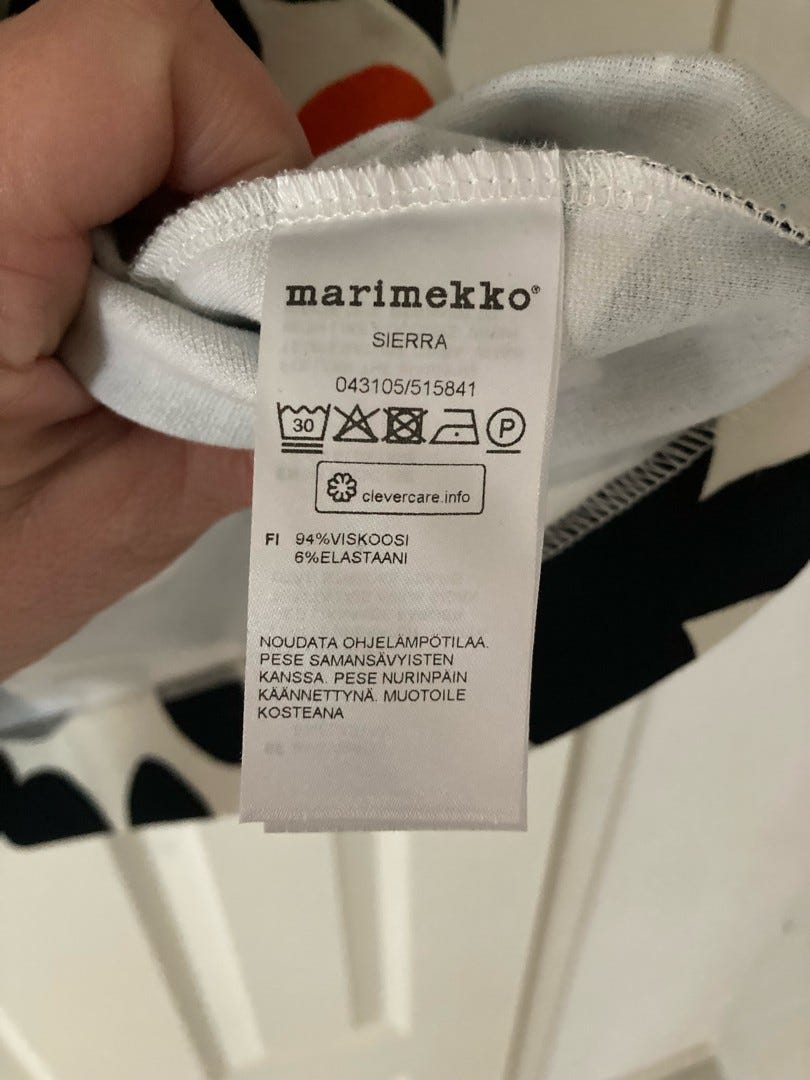 marimekko®
SIERRA
043105/515841
30 P
clevercare.info
FI 94%VISKOOSI
6%ELASTAANI
NOUDATA OHJELÄMPÖTILAA.
PESE SAMANSÄVYISTEN
KANSSA. PESE NURINPÄIN
KÄÄNNETTYNÄ. MUOTOILE
KOSTEANA